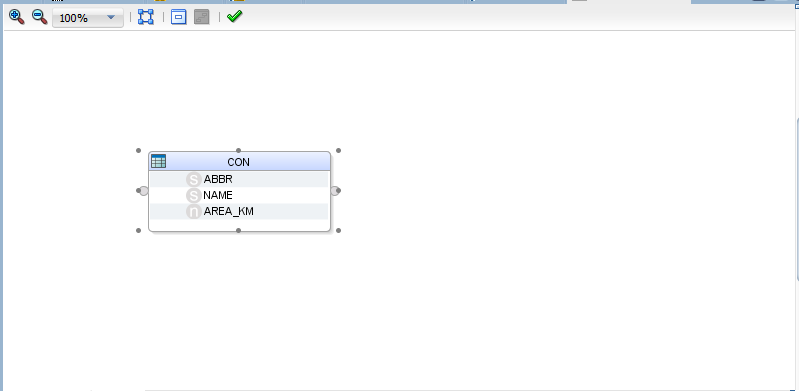 100%
CON
S ABBR
S NAME
n AREA_KM